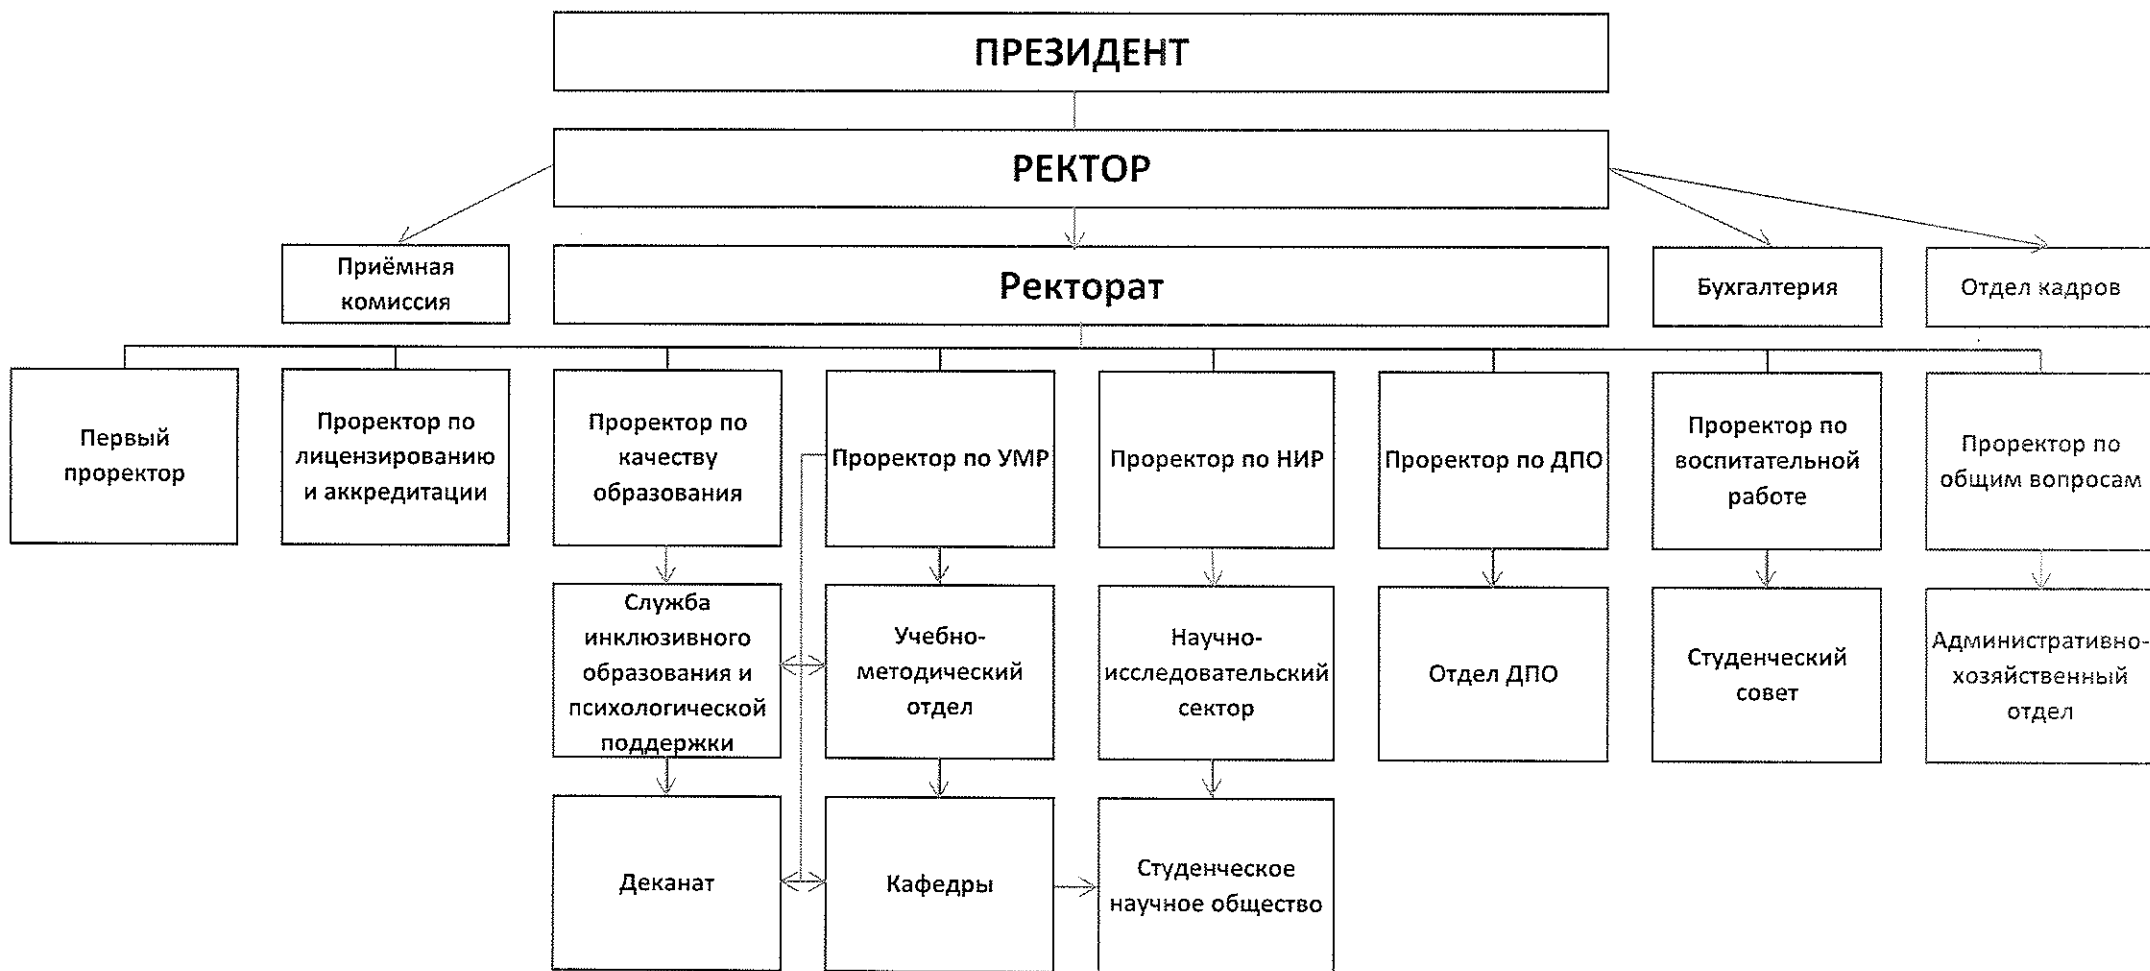 ПРЕЗИДЕНТ
РЕКТОР
Приёмная
комиссия
Ректорат
Бухгалтерия
Отдел кадров
Первый
проректор
Проректор по
лицензированию
и аккредитации
Проректор по
качеству
образования
Проректор по УМР
Проректор по НИР
Проректор по ДПО
Проректор по
воспитательной
работе
Проректор по
общим вопросам
Служба
инклюзивного
образования и
психологической
поддержки
Учебно-
методический
отдел
Научно-
исследовательский
сектор
Отдел ДПО
Студенческий
совет
Административно-
хозяйственный
отдел
Деканат
Кафедры
Студенческое
научное общество